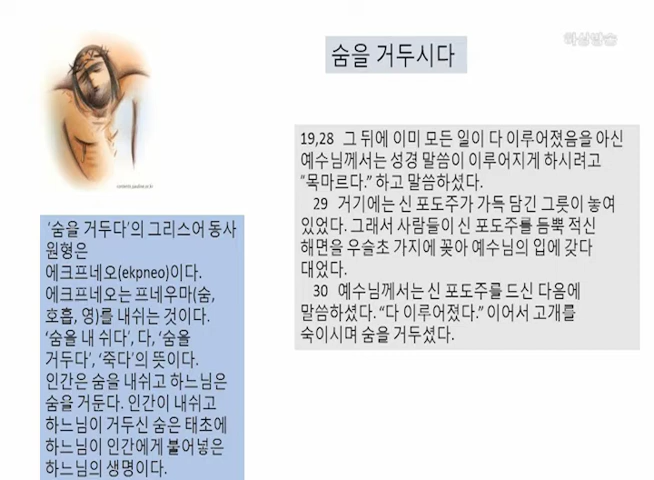 숨을 거두시다
하상방송
19,28 그 뒤에 이미 모든 일이 다 이루어졌음을 아신
예수님께서는 성경 말씀이 이루어지게 하시려고
“목마르다.” 하고 말씀하셨다.
29 거기에는 신 포도주가 가득 담긴 그릇이 놓여
있었다. 그래서 사람들이 신 포도주를 듬뿍 적신
해면을 우슬초 가지에 꽂아 예수님의 입에 갖다
대었다.
30 예수님께서는 신 포도주를 드신 다음에
말씀하셨다. “다 이루어졌다.” 이어서 고개를
숙이시며 숨을 거두셨다.
‘숨을 거두다’의 그리스어 동사
원형은
에크프네오(ekpneo)이다.
에크프네오는 프네우마(숨,
호흡, 영)를 내쉬는 것이다.
‘숨을 내 쉬다’, 다, ‘숨을
거두다’, ‘죽다’의 뜻이다.
인간은 숨을 내쉬고 하느님은
숨을 거둔다. 인간이 내쉬고
하느님이 거두신 숨은 태초에
하느님이 인간에게 불어넣은
하느님의 생명이다.